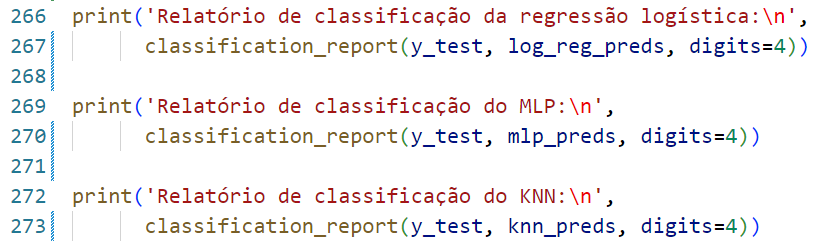 266 print('Relatório de classificação da regressão logística:\n',
267 classification_report(y_test, log_reg_preds, digits=4))
268
269 print('Relatório de classificação do MLP:\n',
270 classification_report(y_test, mlp_preds, digits=4))
271
272 print('Relatório de classificação do KNN:\n',
273 classification_report(y_test, knn_preds, digits=4))